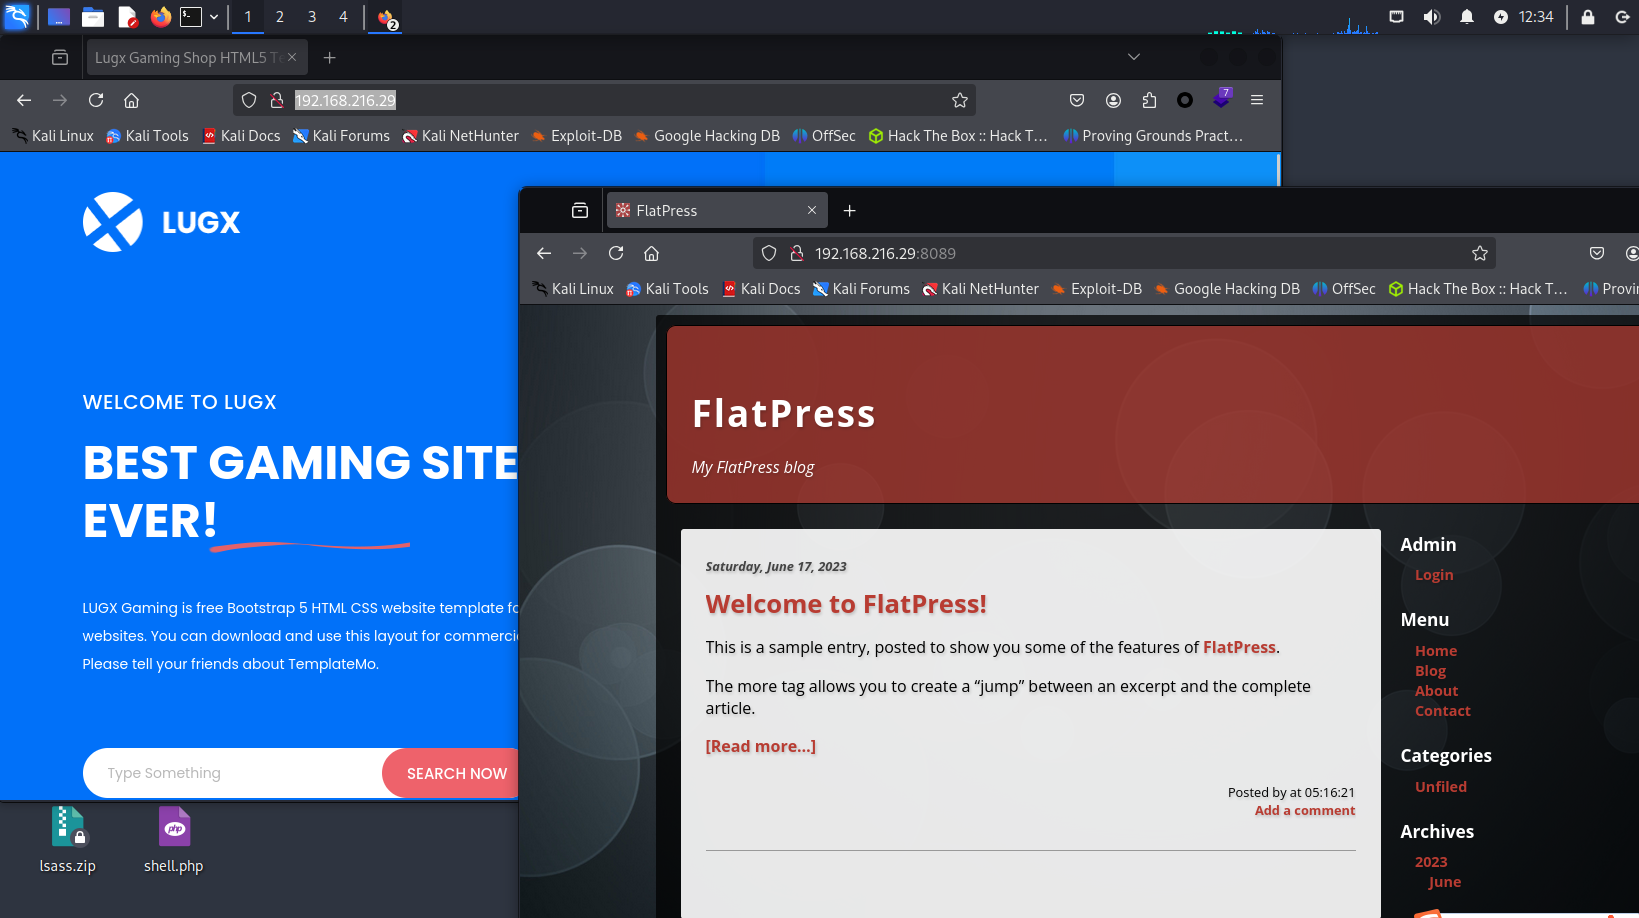 1 2 3 4 2 12:34
Lugx Gaming Shop HTML5 Te
192.168.216.29
7
Kali Linux Kali Tools Kali Docs Kali Forums Kali NetHunter Exploit-DB Google Hacking DB OffSec Hack The Box :: Hack T… Proving Grounds Pract…
LUGX
WELCOME TO LUGX
BEST GAMING SITE
EVER!
LUGX Gaming is free Bootstrap 5 HTML CSS website template fo
websites. You can download and use this layout for commerci
Please tell your friends about TemplateMo.
Type Something SEARCH NOW
lsass.zip
php
shell.php
FlatPress
192.168.216.29:8089
Kali Linux Kali Tools Kali Docs Kali Forums Kali NetHunter Exploit-DB Google Hacking DB OffSec Hack The Box :: Hack T… Provin
FlatPress
My FlatPress blog
Saturday, June 17, 2023
Welcome to FlatPress!
This is a sample entry, posted to show you some of the features of FlatPress.
The more tag allows you to create a “jump” between an excerpt and the complete
article.
[Read more…]
Posted by at 05:16:21
Add a comment
Admin
Login
Menu
Home
Blog
About
Contact
Categories
Unfiled
Archives
2023
June